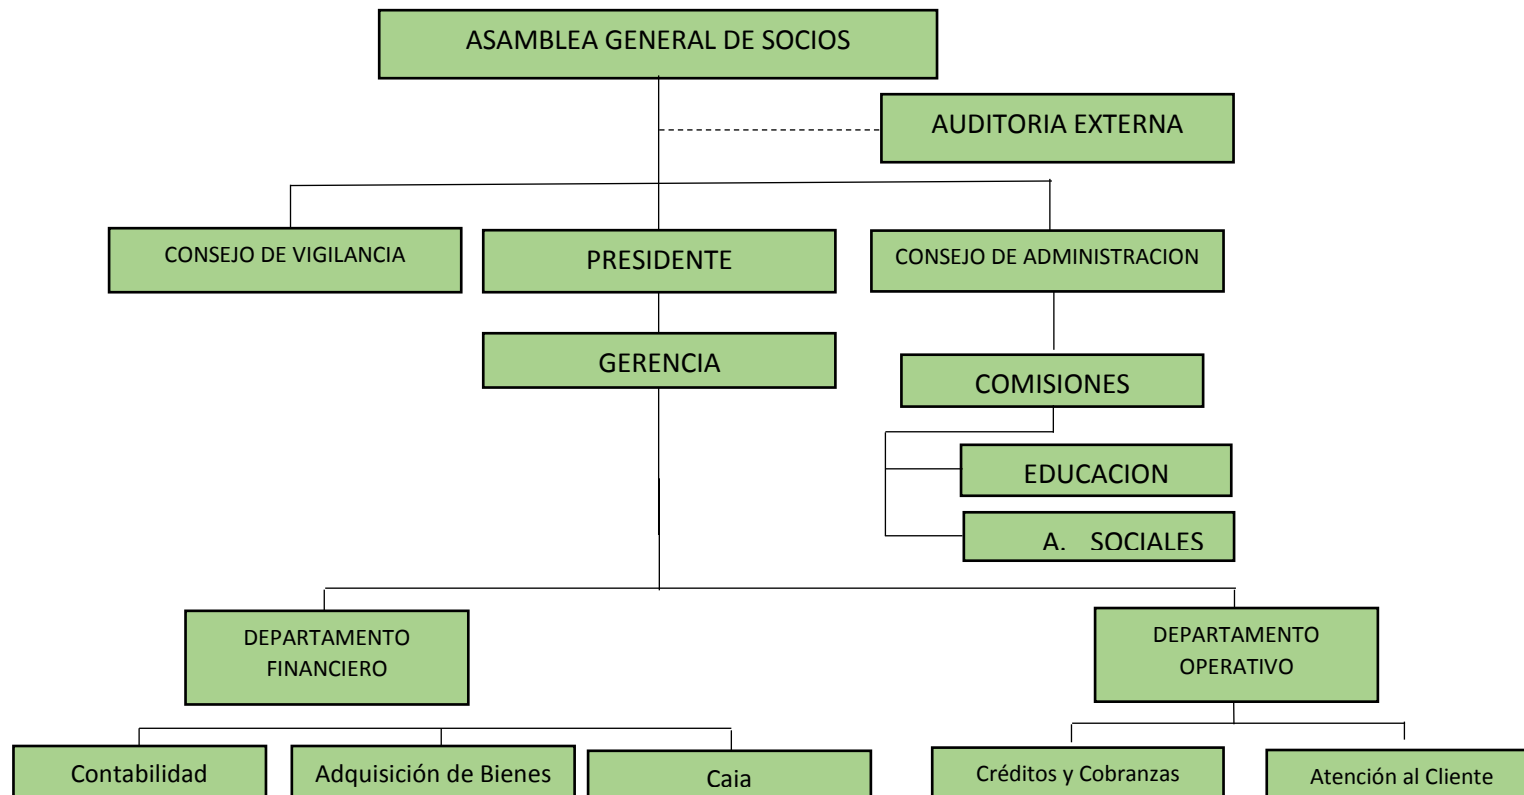 ASAMBLEA GENERAL DE SOCIOS
AUDITORIA EXTERNA
CONSEJO DE VIGILANCIA
PRESIDENTE
CONSEJO DE ADMINISTRACION
GERENCIA
COMISIONES
EDUCACION
A. SOCIALES
DEPARTAMENTO
FINANCIERO
DEPARTAMENTO
OPERATIVO
Contabilidad
Adquisición de Bienes
Caja
Créditos y Cobranzas
Atención al Cliente